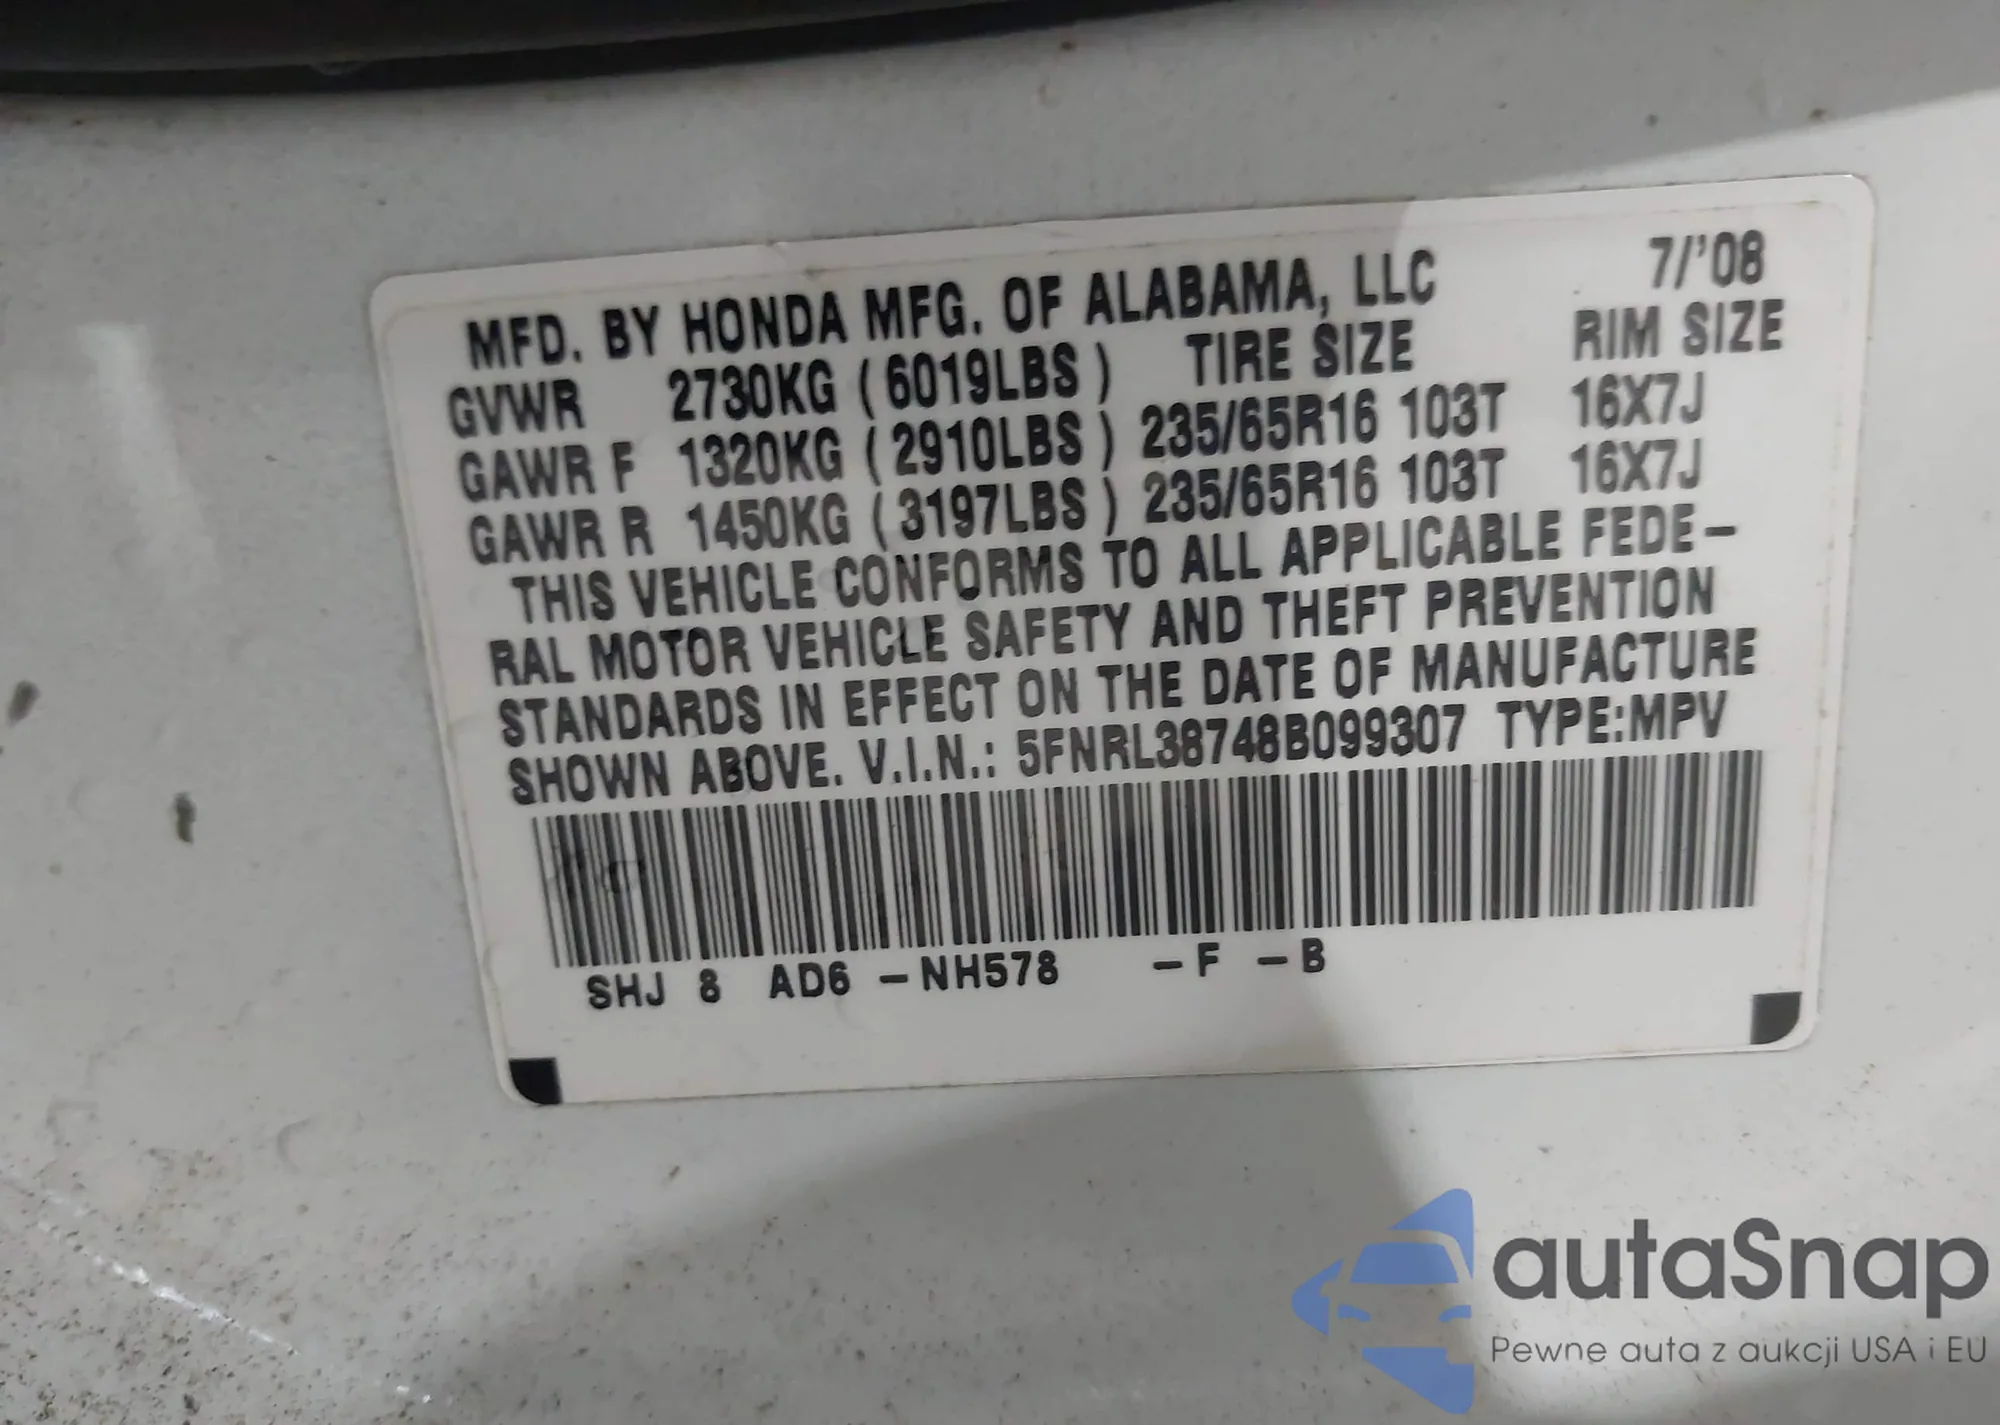 MFD. BY HONDA MFG. OF ALABAMA, LLC 7/'08
GVWR 2730KG (6019LBS) TIRE SIZE RIM SIZE
GAWR F 1320KG (2910LBS) 235/65R16 103T 16X7J
GAWR R 1450KG (3197LBS) 235/65R16 103T 16X7J
THIS VEHICLE CONFORMS TO ALL APPLICABLE FEDE-
RAL MOTOR VEHICLE SAFETY AND THEFT PREVENTION
STANDARDS IN EFFECT ON THE DATE OF MANUFACTURE
SHOWN ABOVE. V.I.N.: 5FNRL38748B099307 TYPE:MPV
SHJ 8 AD6 -NH578 -F -B
autaSnap
Pewne auta z aukcji USA i EU